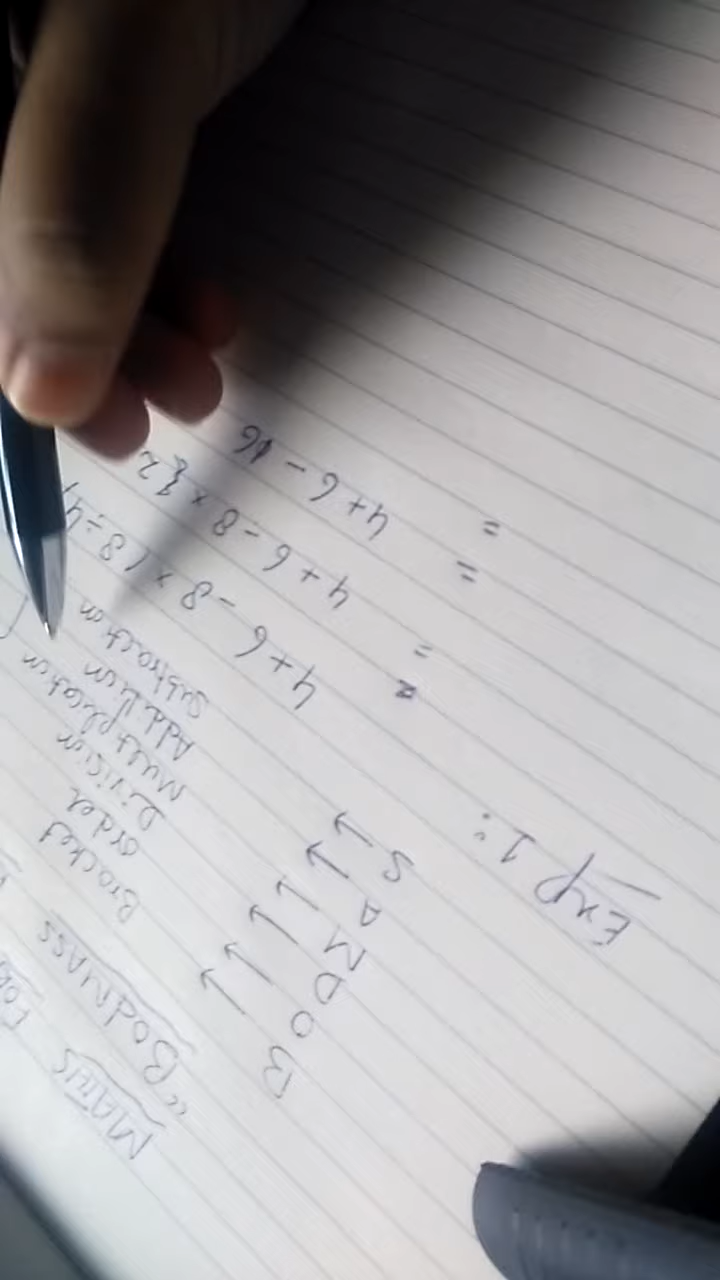 MATHS FOR
"BODMASS
B → Bracket
O → order
D → Division
M → Multiplication
A → Addition
S → Subtraction
Exp 1:
4 + 6 - 8 × (8 ÷ 4)
= 4 + 6 - 8 × 2
= 4 + 6 - 16
=